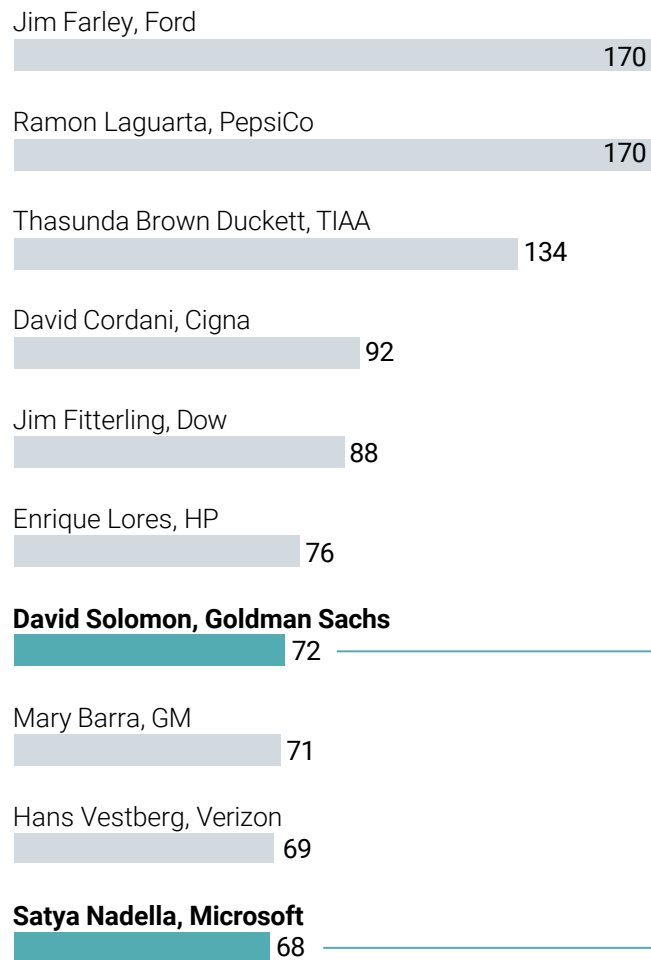 Jim Farley, Ford
170
Ramon Laguarta, PepsiCo
170
Thasunda Brown Duckett, TIAA
134
David Cordani, Cigna
92
Jim Fitterling, Dow
88
Enrique Lores, HP
76
David Solomon, Goldman Sachs
72
Mary Barra, GM
71
Hans Vestberg, Verizon
69
Satya Nadella, Microsoft
68